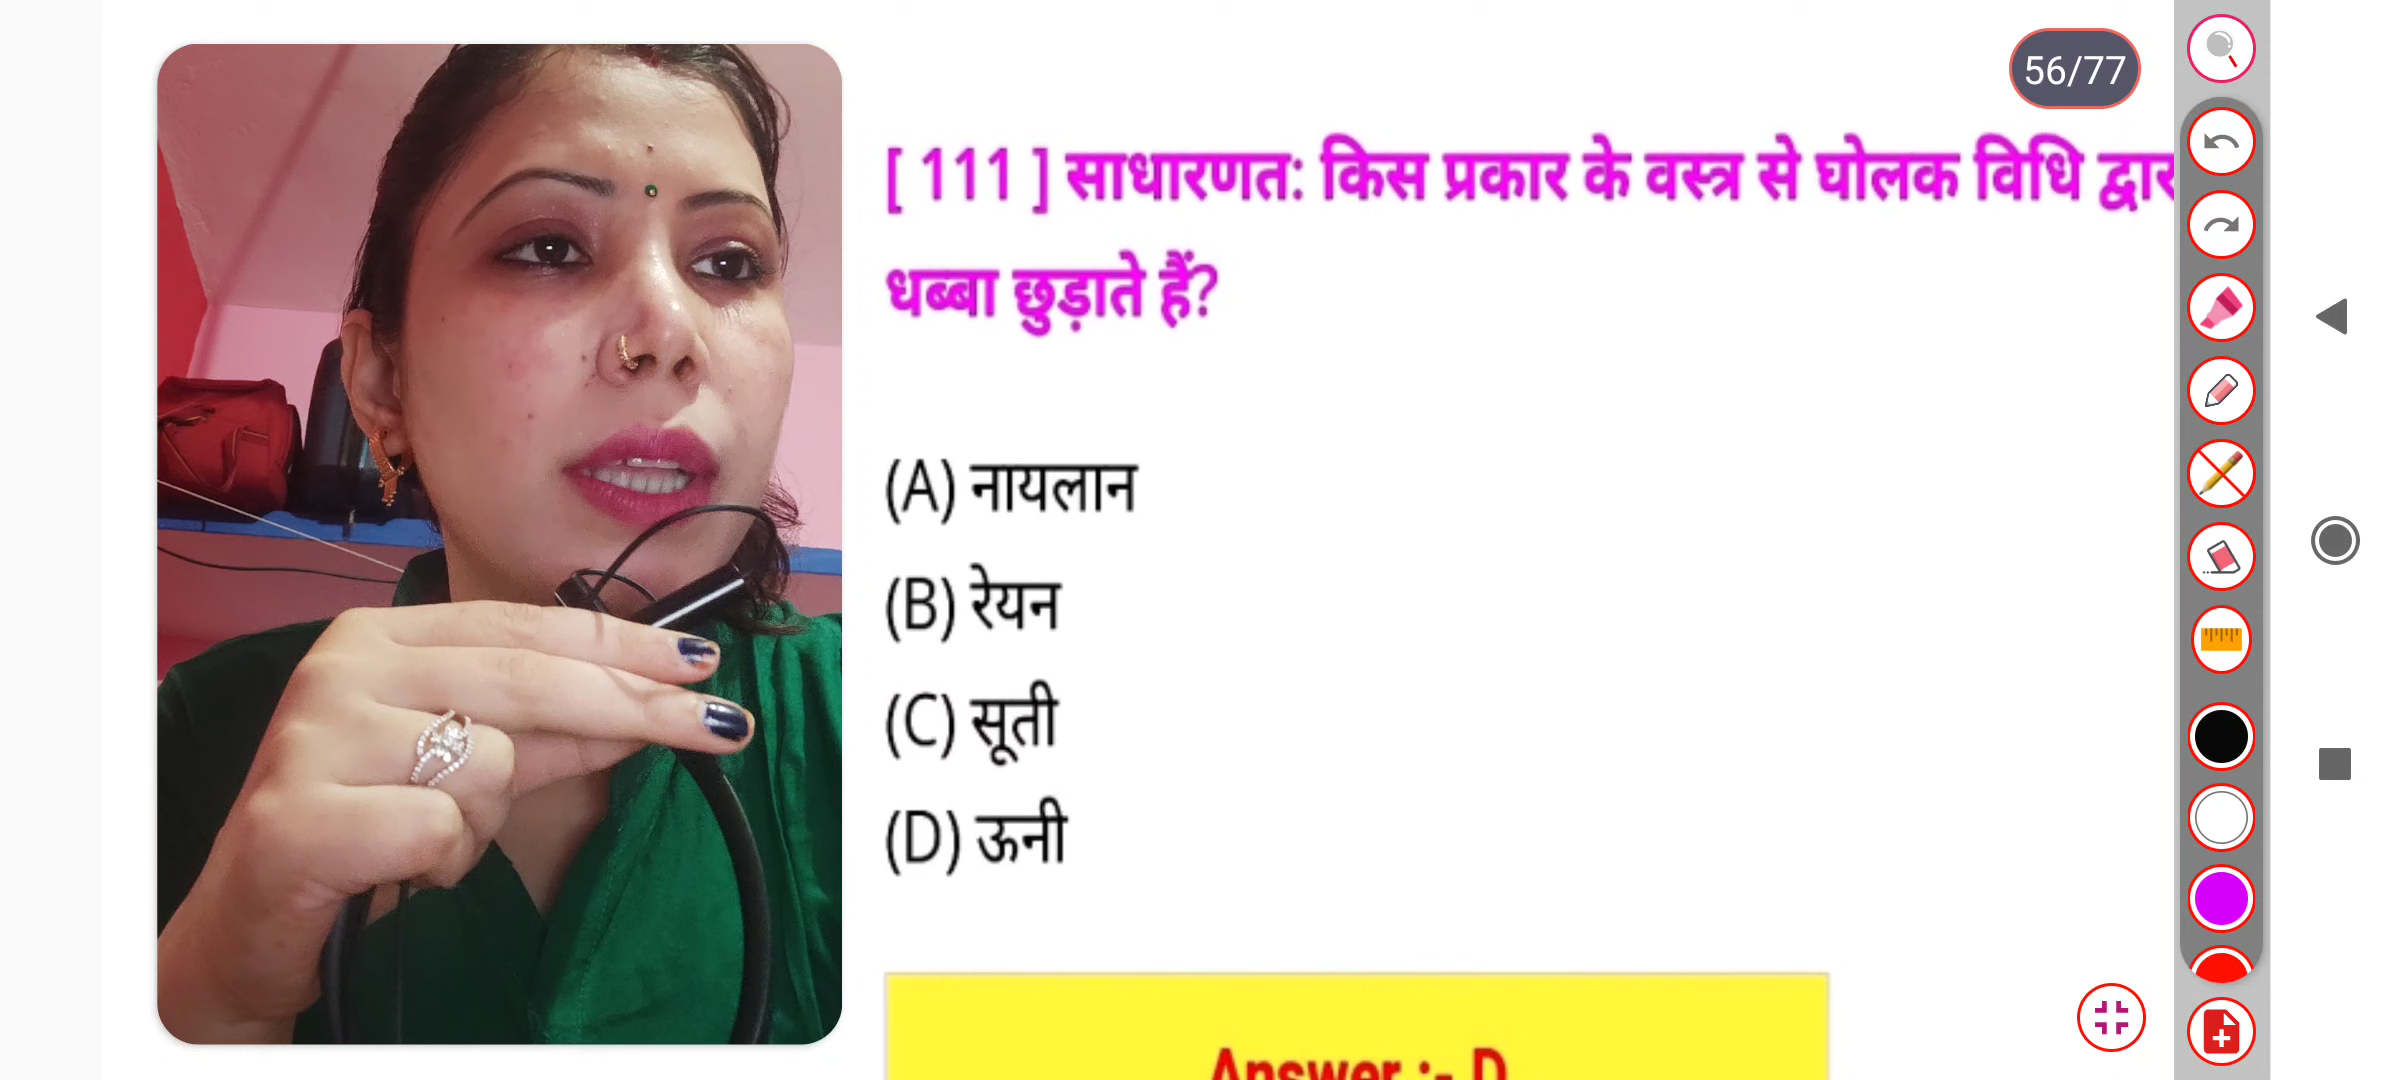 56/77
[ 111 ] साधारणत: किस प्रकार के वस्त्र से घोलक विधि
धब्बा छुड़ाते हैं?
(A) नायलान
(B) रेयन
(C) सूती
(D) ऊनी
Answer :- D